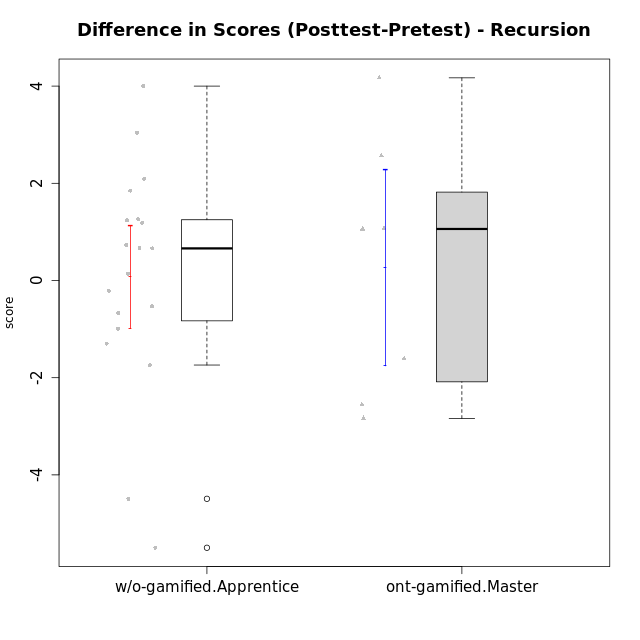 Difference in Scores (Posttest-Pretest) - Recursion
4
2
0
-2
-4
score
w/o-gamified.Apprentice
ont-gamified.Master